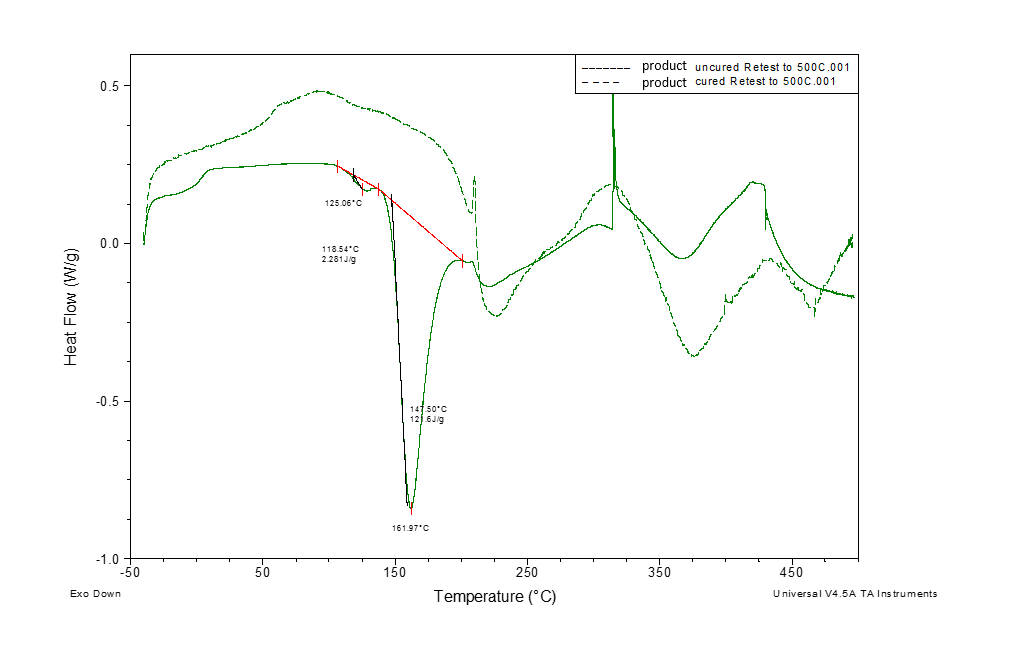 product uncured Retest to 500C.001
product cured Retest to 500C.001
0.5
125.06°C
118.54°C
2.281J/g
0.0
Heat Flow (W/g)
-0.5
147.50°C
121.6J/g
161.97°C
-1.0
-50 50 150 250 350 450
Exo Down
Temperature (°C)
Universal V4.5A TA Instruments